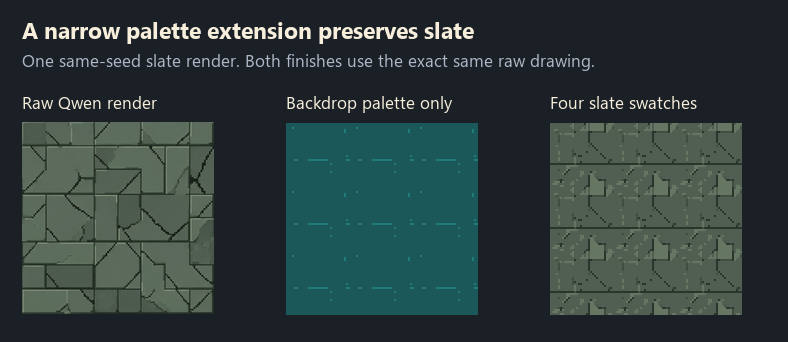 A narrow palette extension preserves slate
One same-seed slate render. Both finishes use the exact same raw drawing.
Raw Qwen render
Backdrop palette only
Four slate swatches